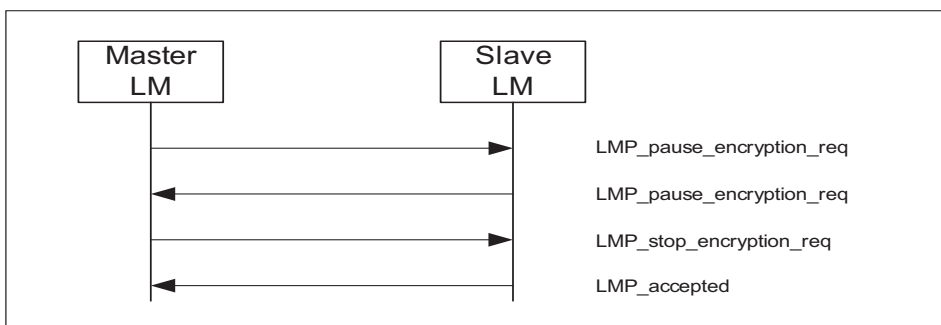 Master
LM
Slave
LM
LMP_pause_encryption_req
LMP_pause_encryption_req
LMP_stop_encryption_req
LMP_accepted